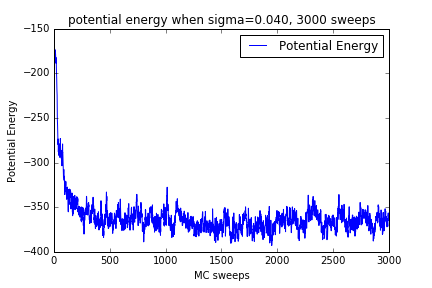 potential energy when sigma=0.040, 3000 sweeps
Potential Energy
Potential Energy
−150
−200
−250
−300
−350
−400
0 500 1000 1500 2000 2500 3000
MC sweeps